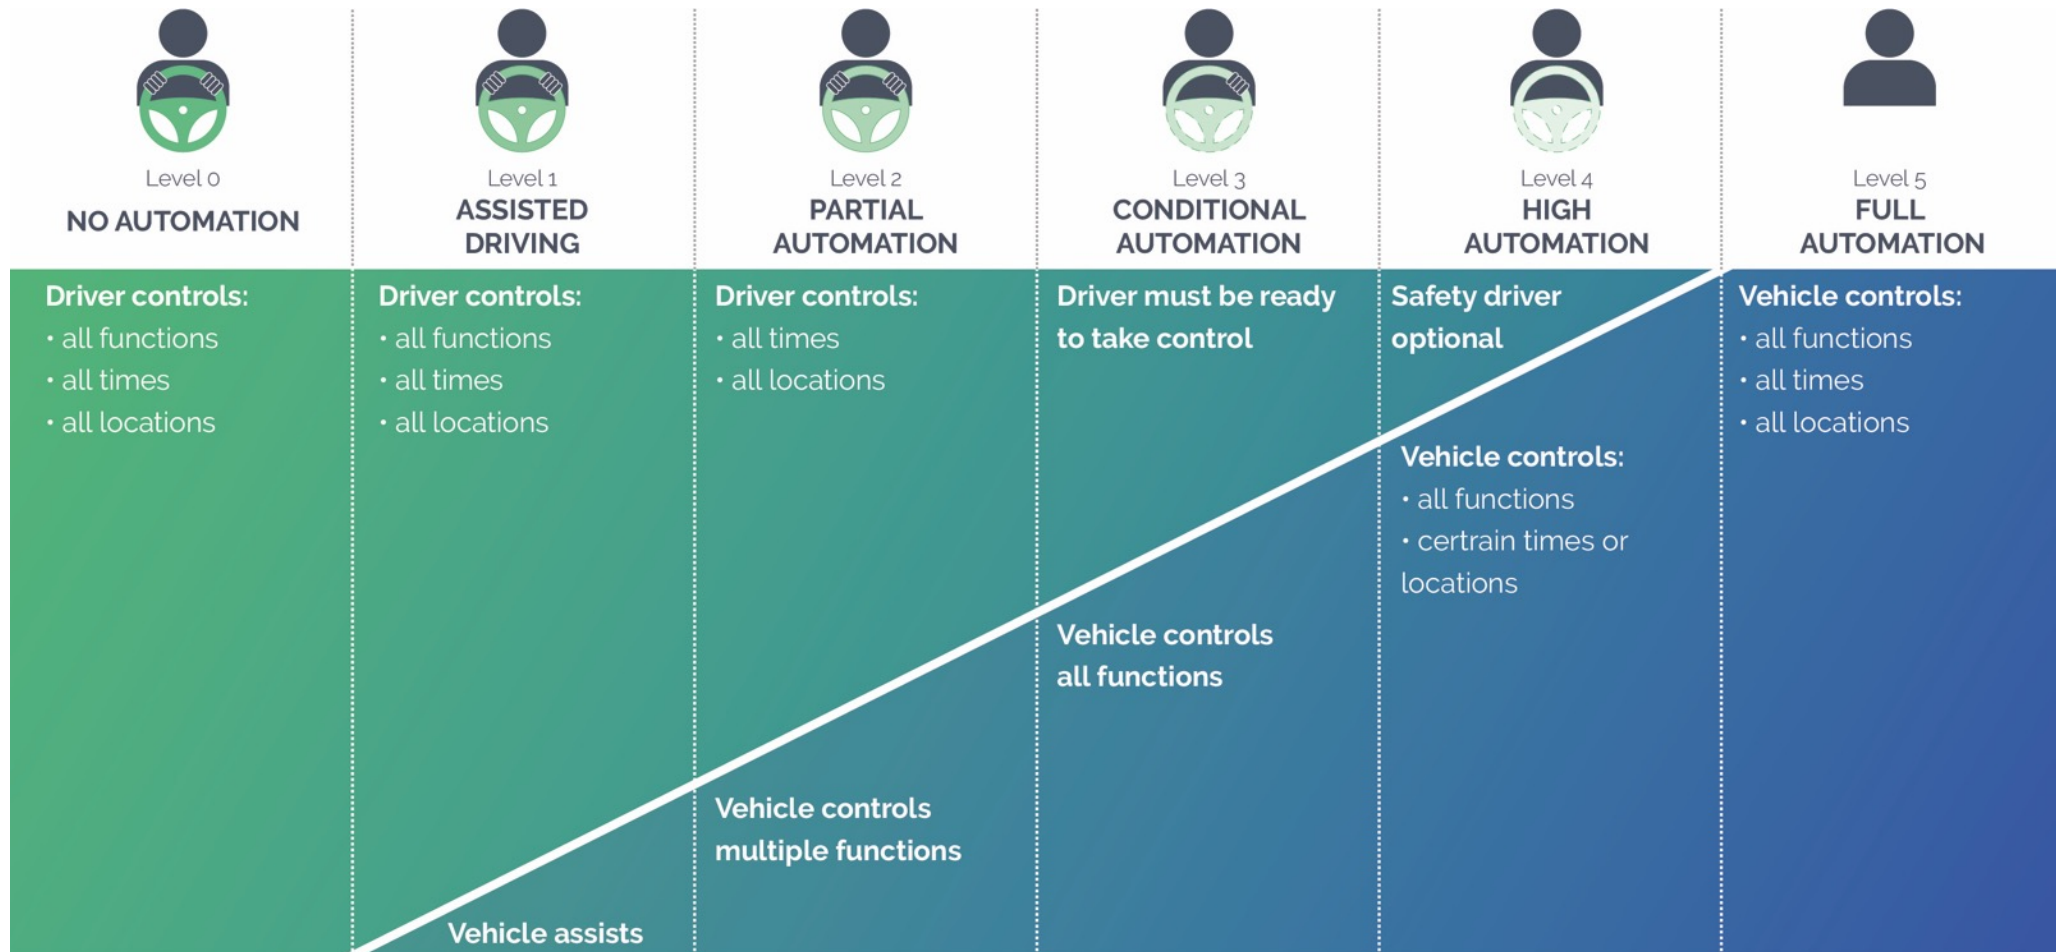 Level 0
NO AUTOMATION
Level 1
ASSISTED
DRIVING
Level 2
PARTIAL
AUTOMATION
Level 3
CONDITIONAL
AUTOMATION
Level 4
HIGH
AUTOMATION
Level 5
FULL
AUTOMATION
Driver controls:
• all functions
• all times
• all locations
Driver controls:
• all functions
• all times
• all locations
Vehicle assists
Driver controls:
• all times
• all locations
Vehicle controls
multiple functions
Driver must be ready
to take control
Vehicle controls
all functions
Safety driver
optional
Vehicle controls:
• all functions
• certrain times or
locations
Vehicle controls:
• all functions
• all times
• all locations